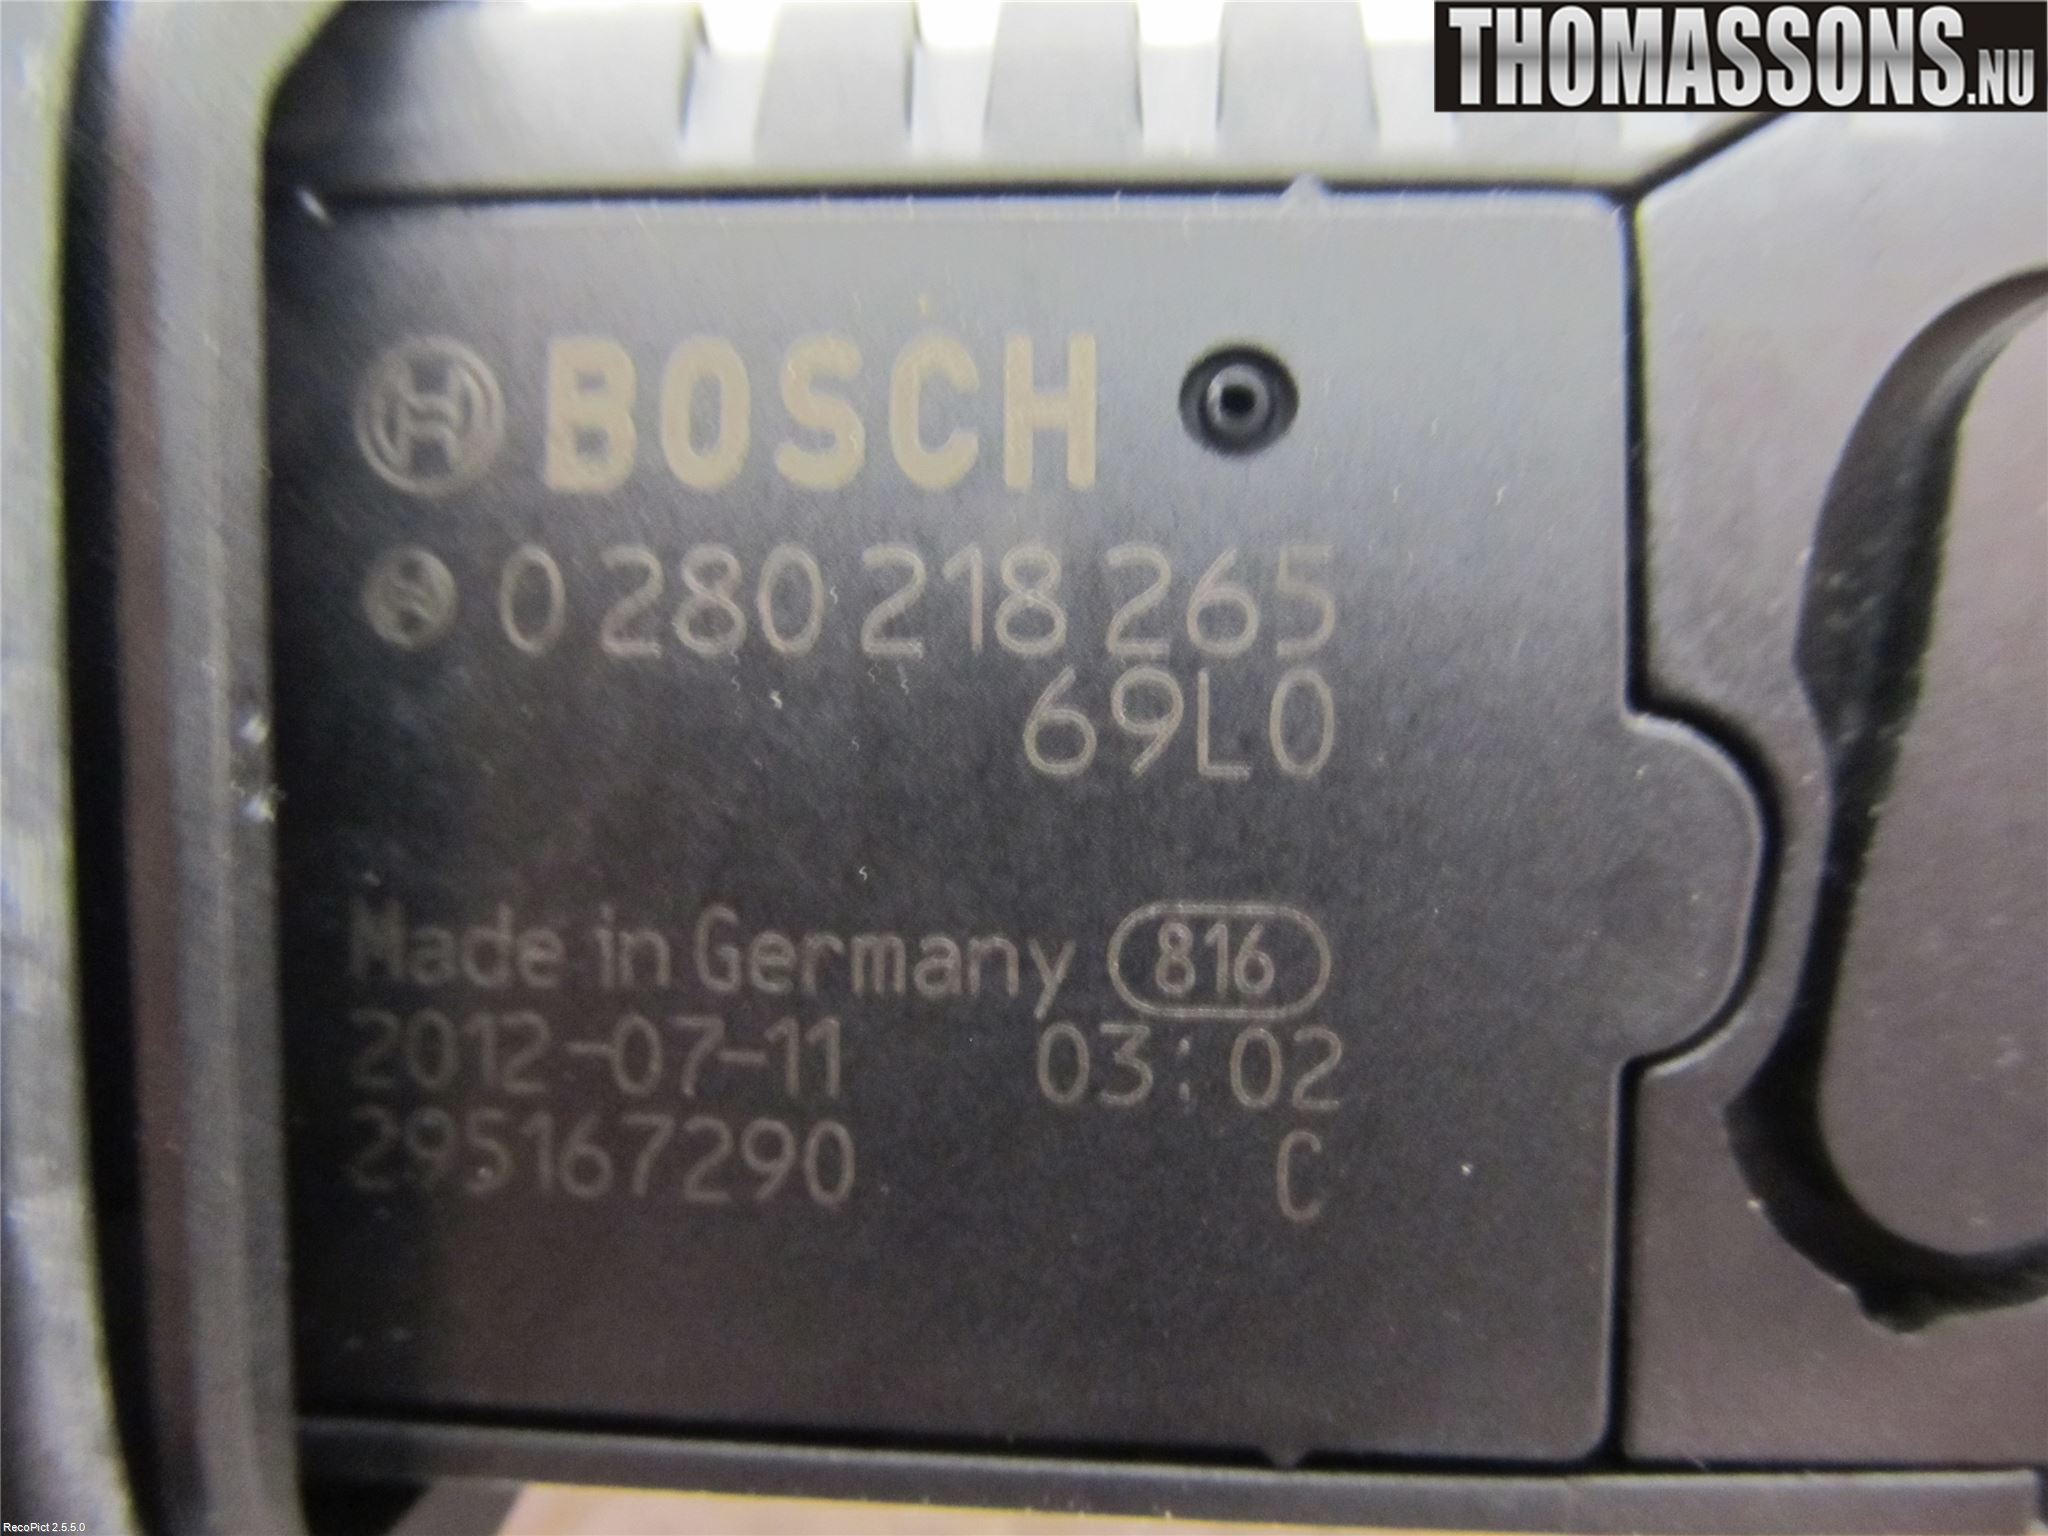 THOMASSONS.NU
BOSCH
0 280 218 265
69L0
Made in Germany 816
2012-07-11 03:02
295167290 C
RecoPict 2.5.5.0